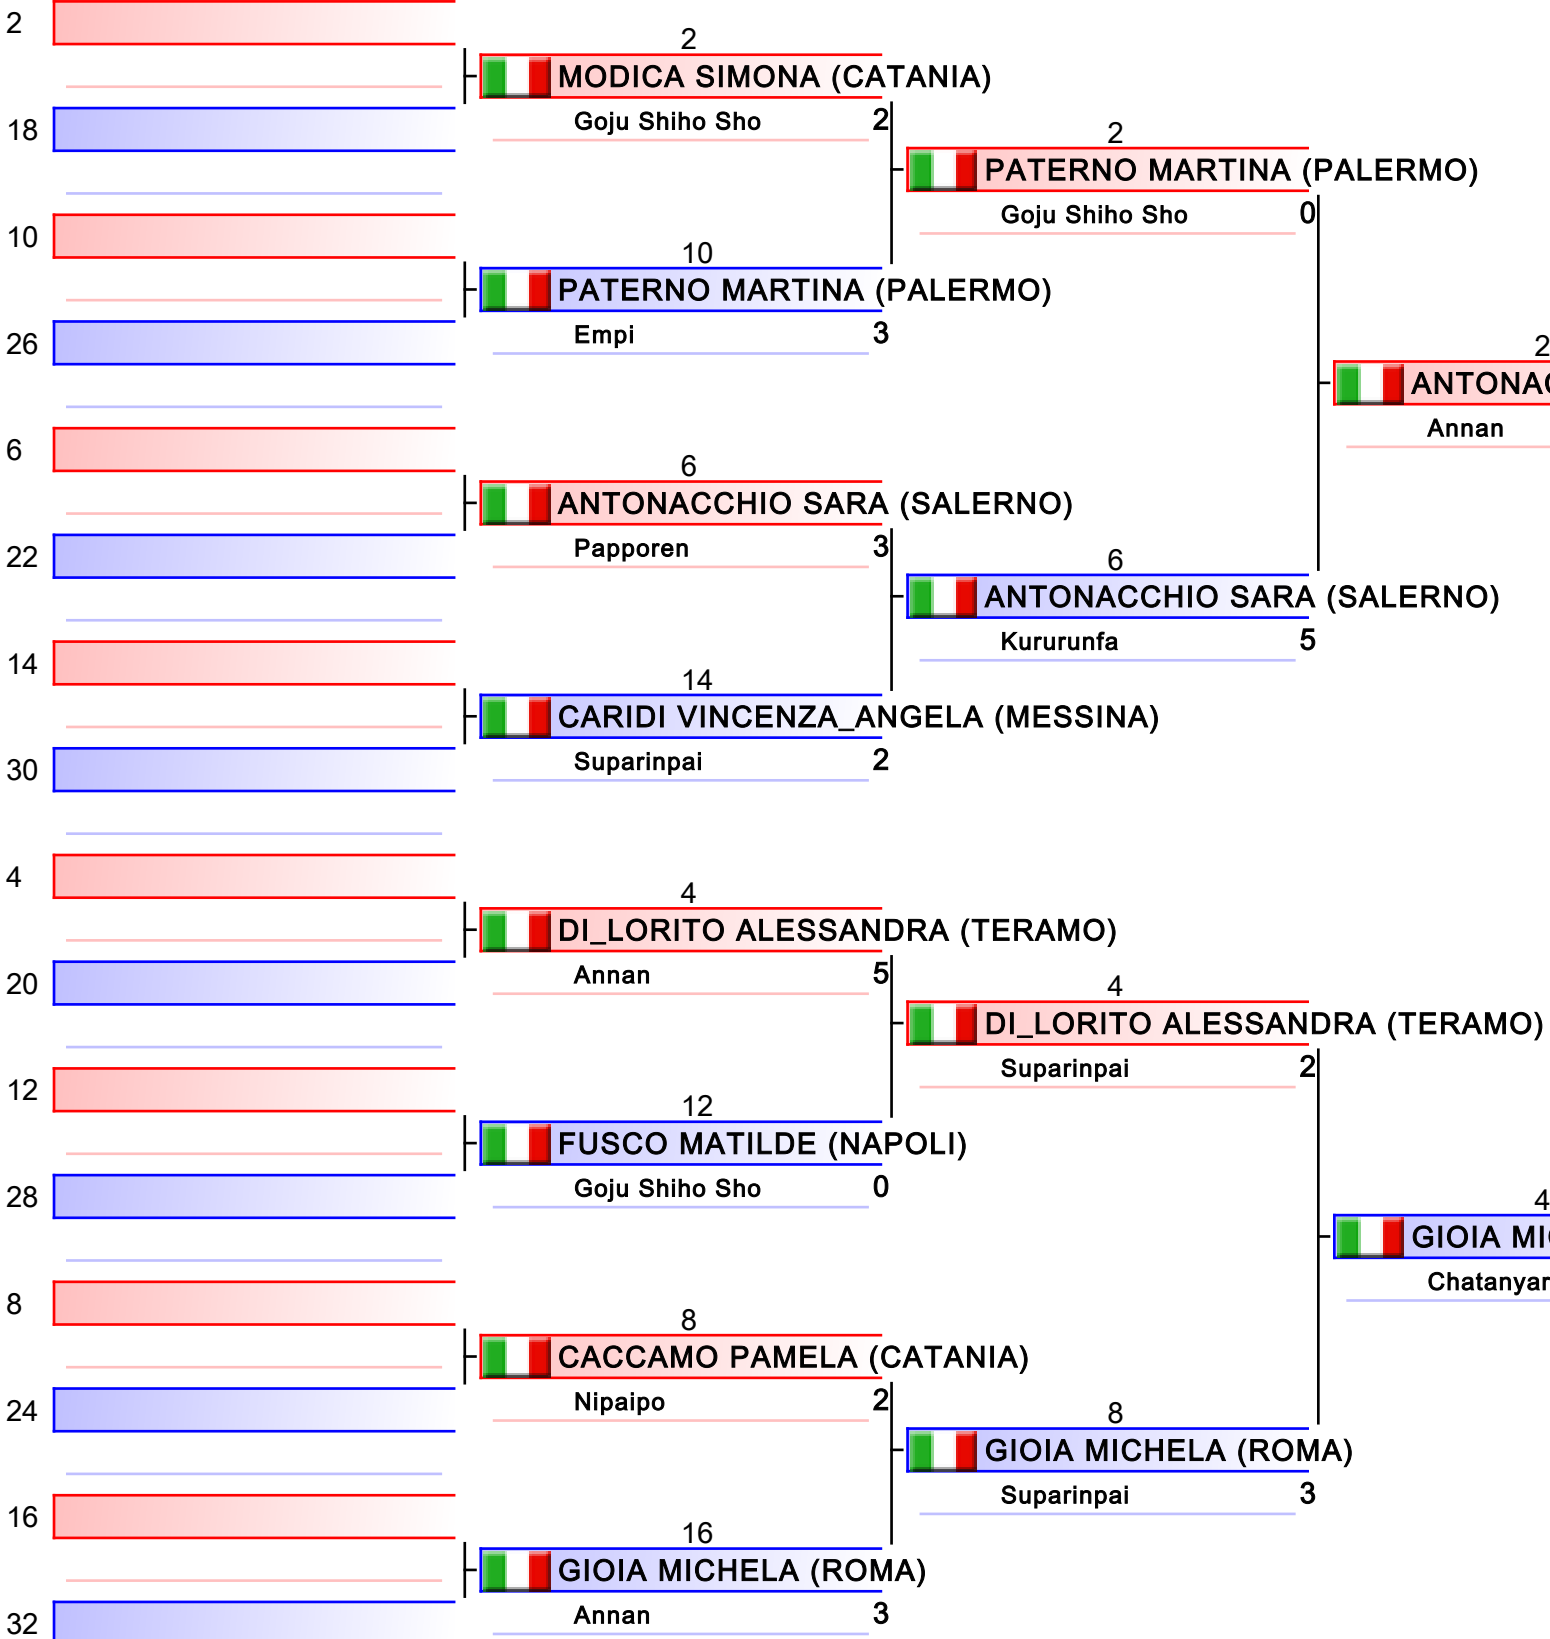 2
18
10
26
6
22
14
30
4
20
12
28
8
24
16
32
2
MODICA SIMONA (CATANIA)
Goju Shiho Sho 2
10
PATERNO MARTINA (PALERMO)
Empi 3
6
ANTONACCHIO SARA (SALERNO)
Papporen 3
14
CARIDI VINCENZA_ANGELA (MESSINA)
Suparinpai 2
4
DI_LORITO ALESSANDRA (TERAMO)
Annan 5
12
FUSCO MATILDE (NAPOLI)
Goju Shiho Sho 0
8
CACCAMO PAMELA (CATANIA)
Nipaipo 2
16
GIOIA MICHELA (ROMA)
Annan 3
2
PATERNO MARTINA (PALERMO)
Goju Shiho Sho 0
6
ANTONACCHIO SARA (SALERNO)
Kururunfa 5
4
DI_LORITO ALESSANDRA (TERAMO)
Suparinpai 2
8
GIOIA MICHELA (ROMA)
Suparinpai 3
2
ANTONAC
Annan
4
GIOIA MI
Chatanyar